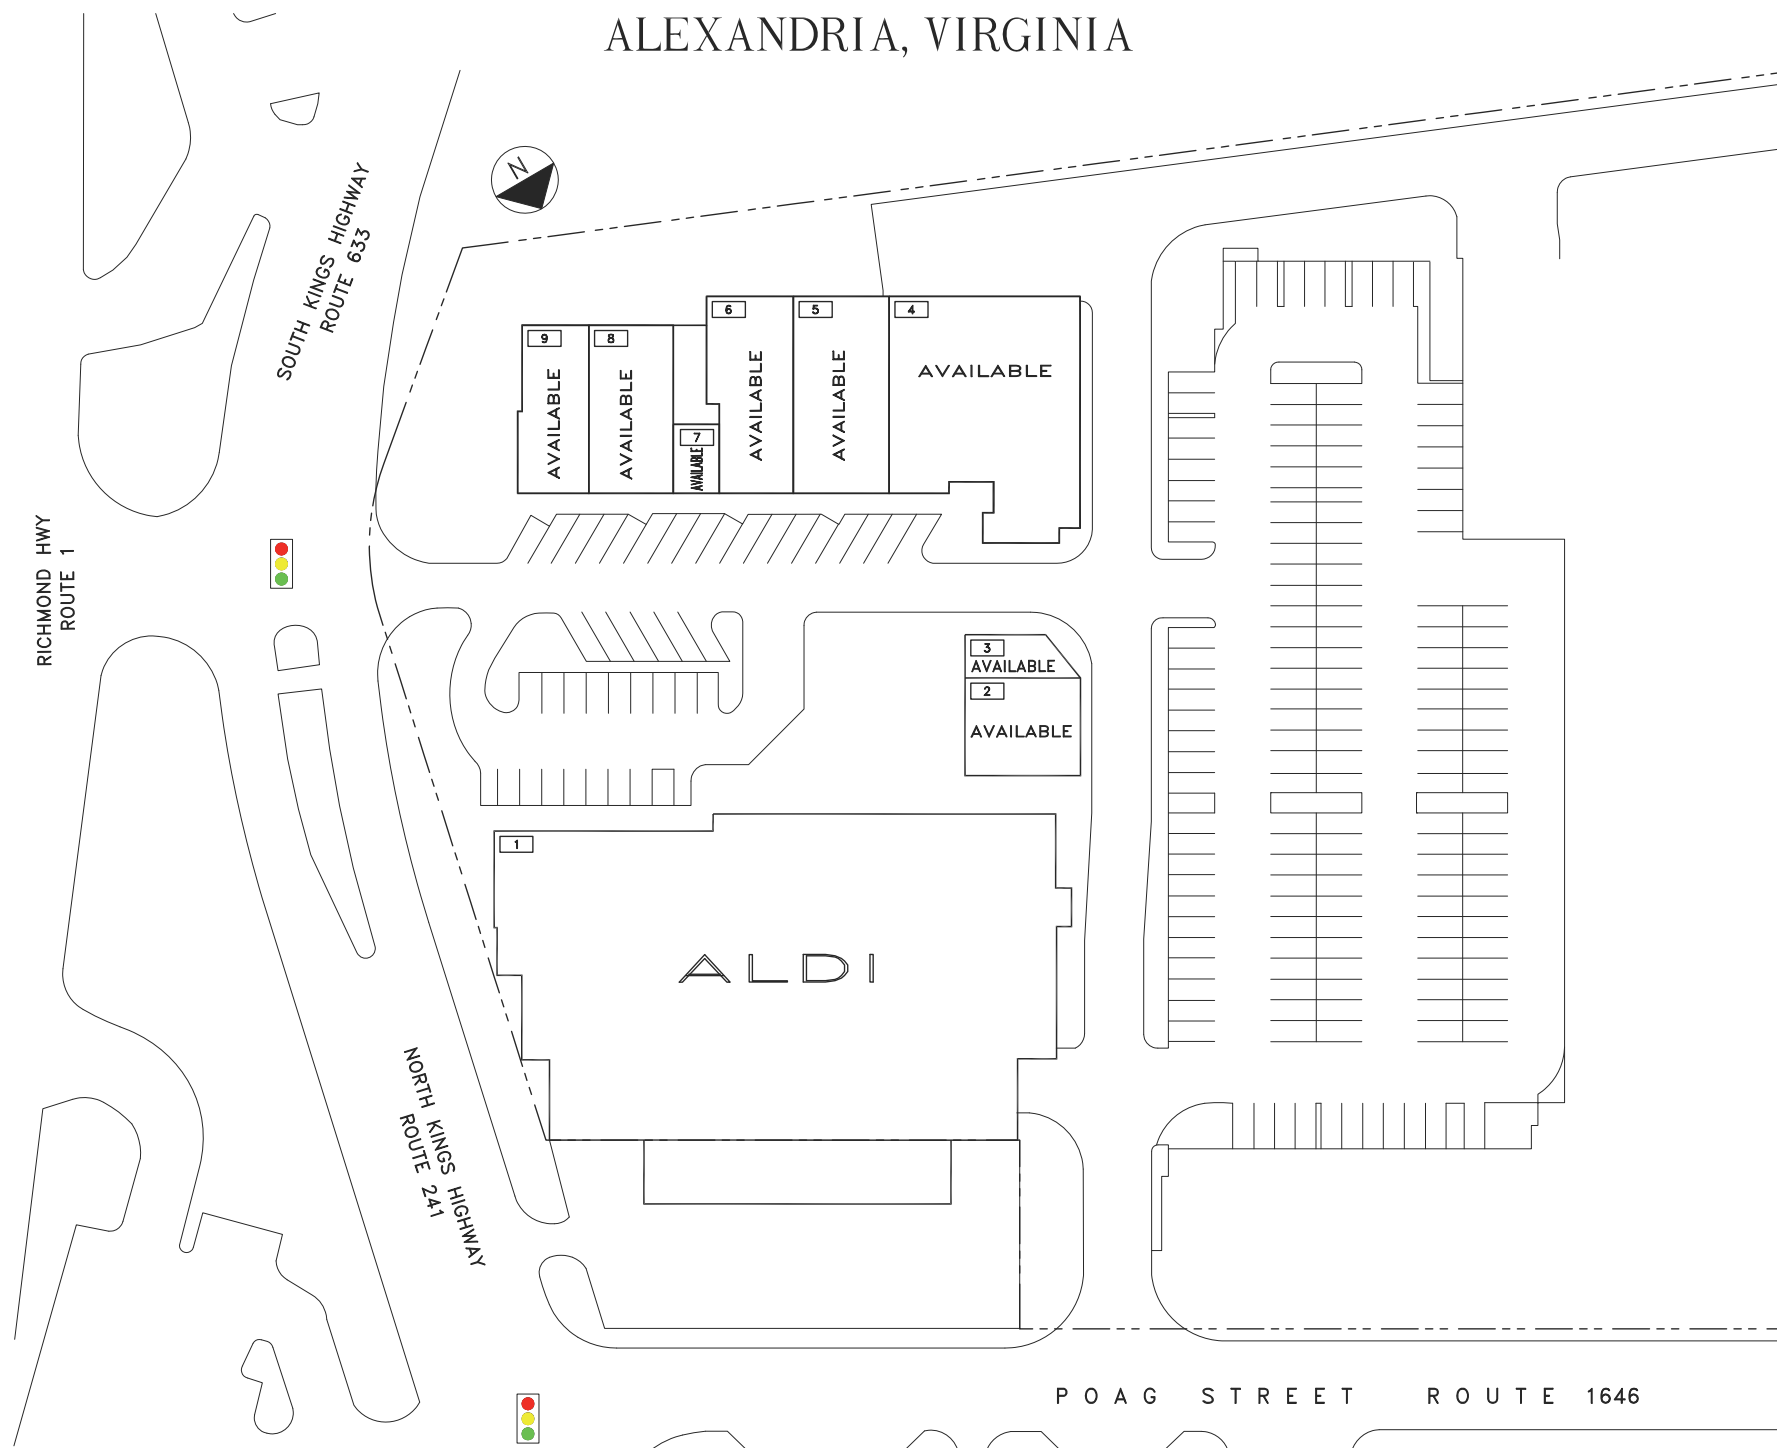 ALEXANDRIA, VIRGINIA
N
SOUTH KINGS HIGHWAY
ROUTE 633
6
5
4
9
8
AVAILABLE
AVAILABLE
AVAILABLE
AVAILABLE
AVAILABLE
7
AVAILABLE
RICHMOND HWY
ROUTE 1
3
AVAILABLE
2
AVAILABLE
1
ALDI
NORTH KINGS HIGHWAY
ROUTE 241
POAG STREET ROUTE 1646